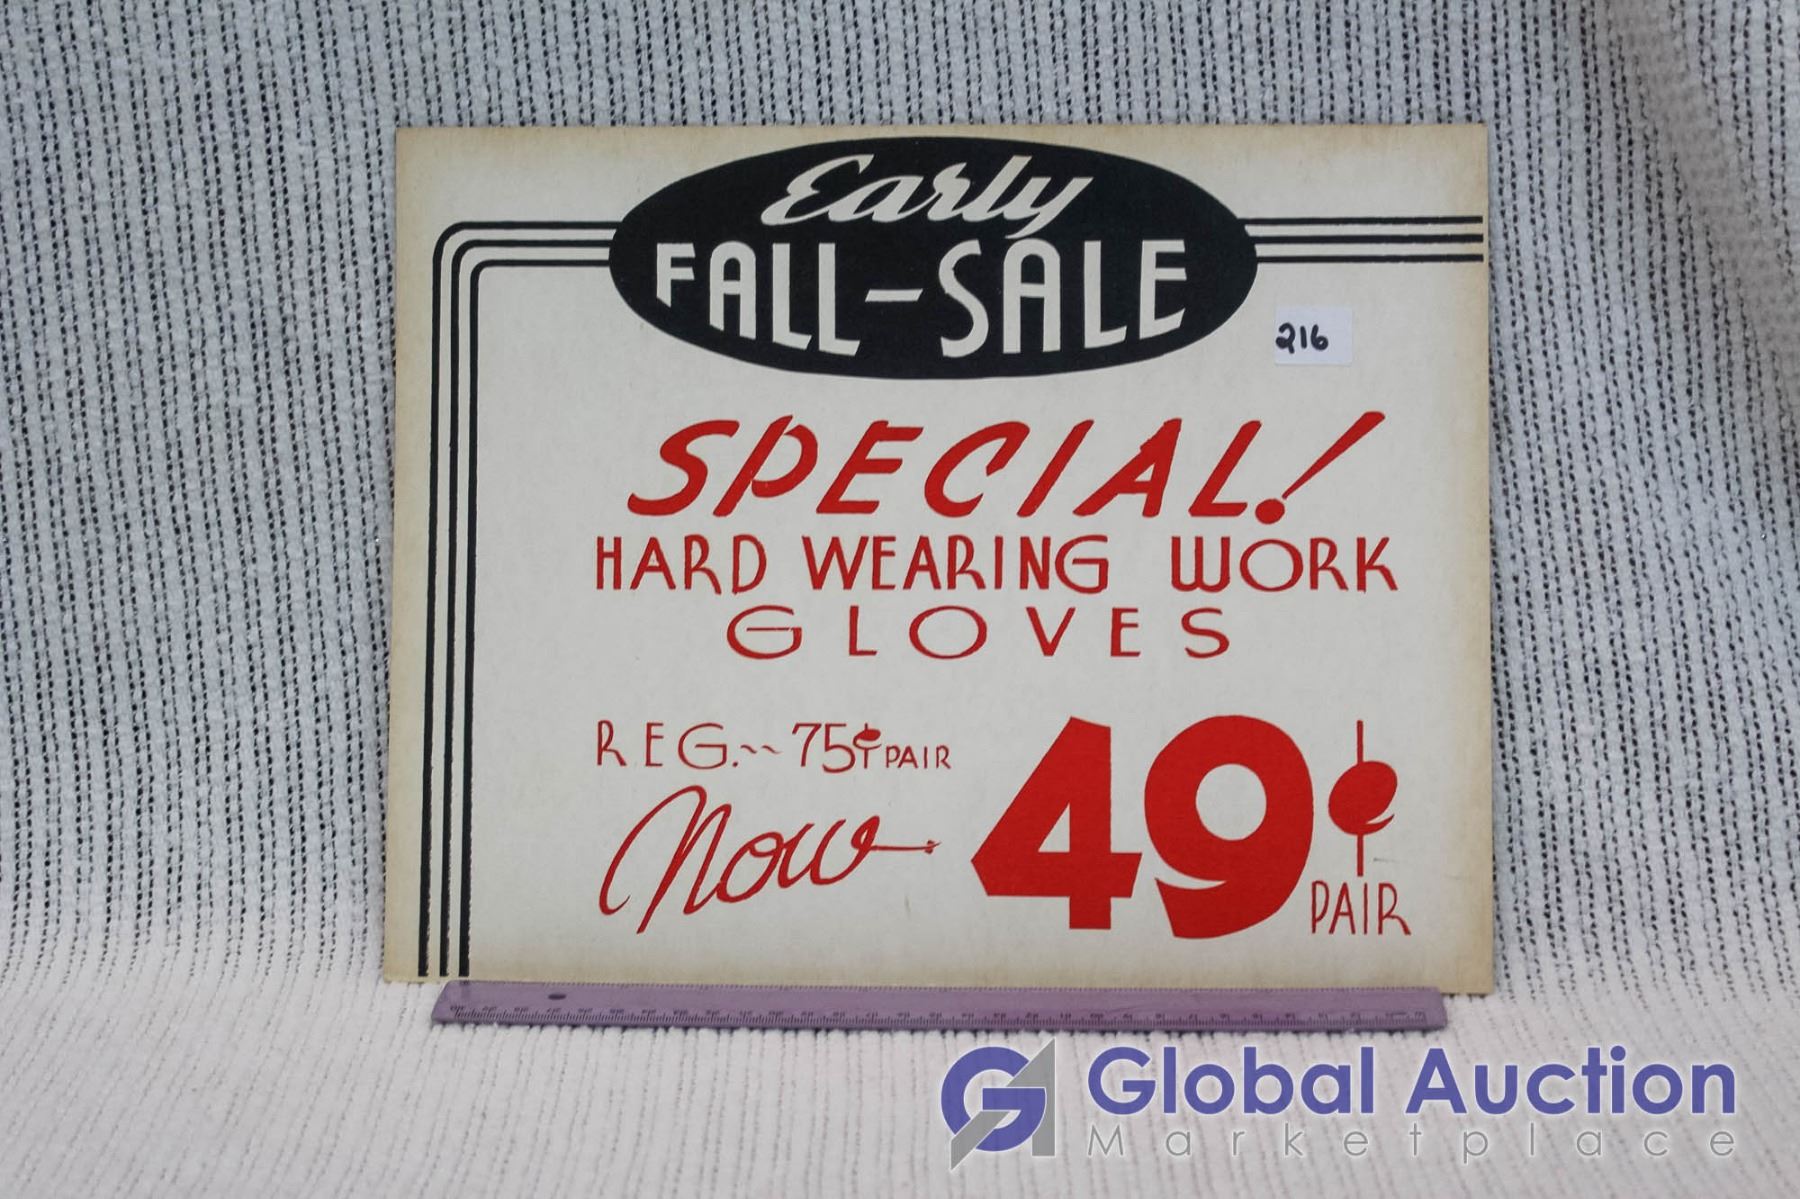 Early
FALL-SALE
216
SPECIAL!
HARD WEARING WORK
GLOVES
REG.~~75¢ PAIR
Now 49¢ PAIR
Global Auction
Marketplace